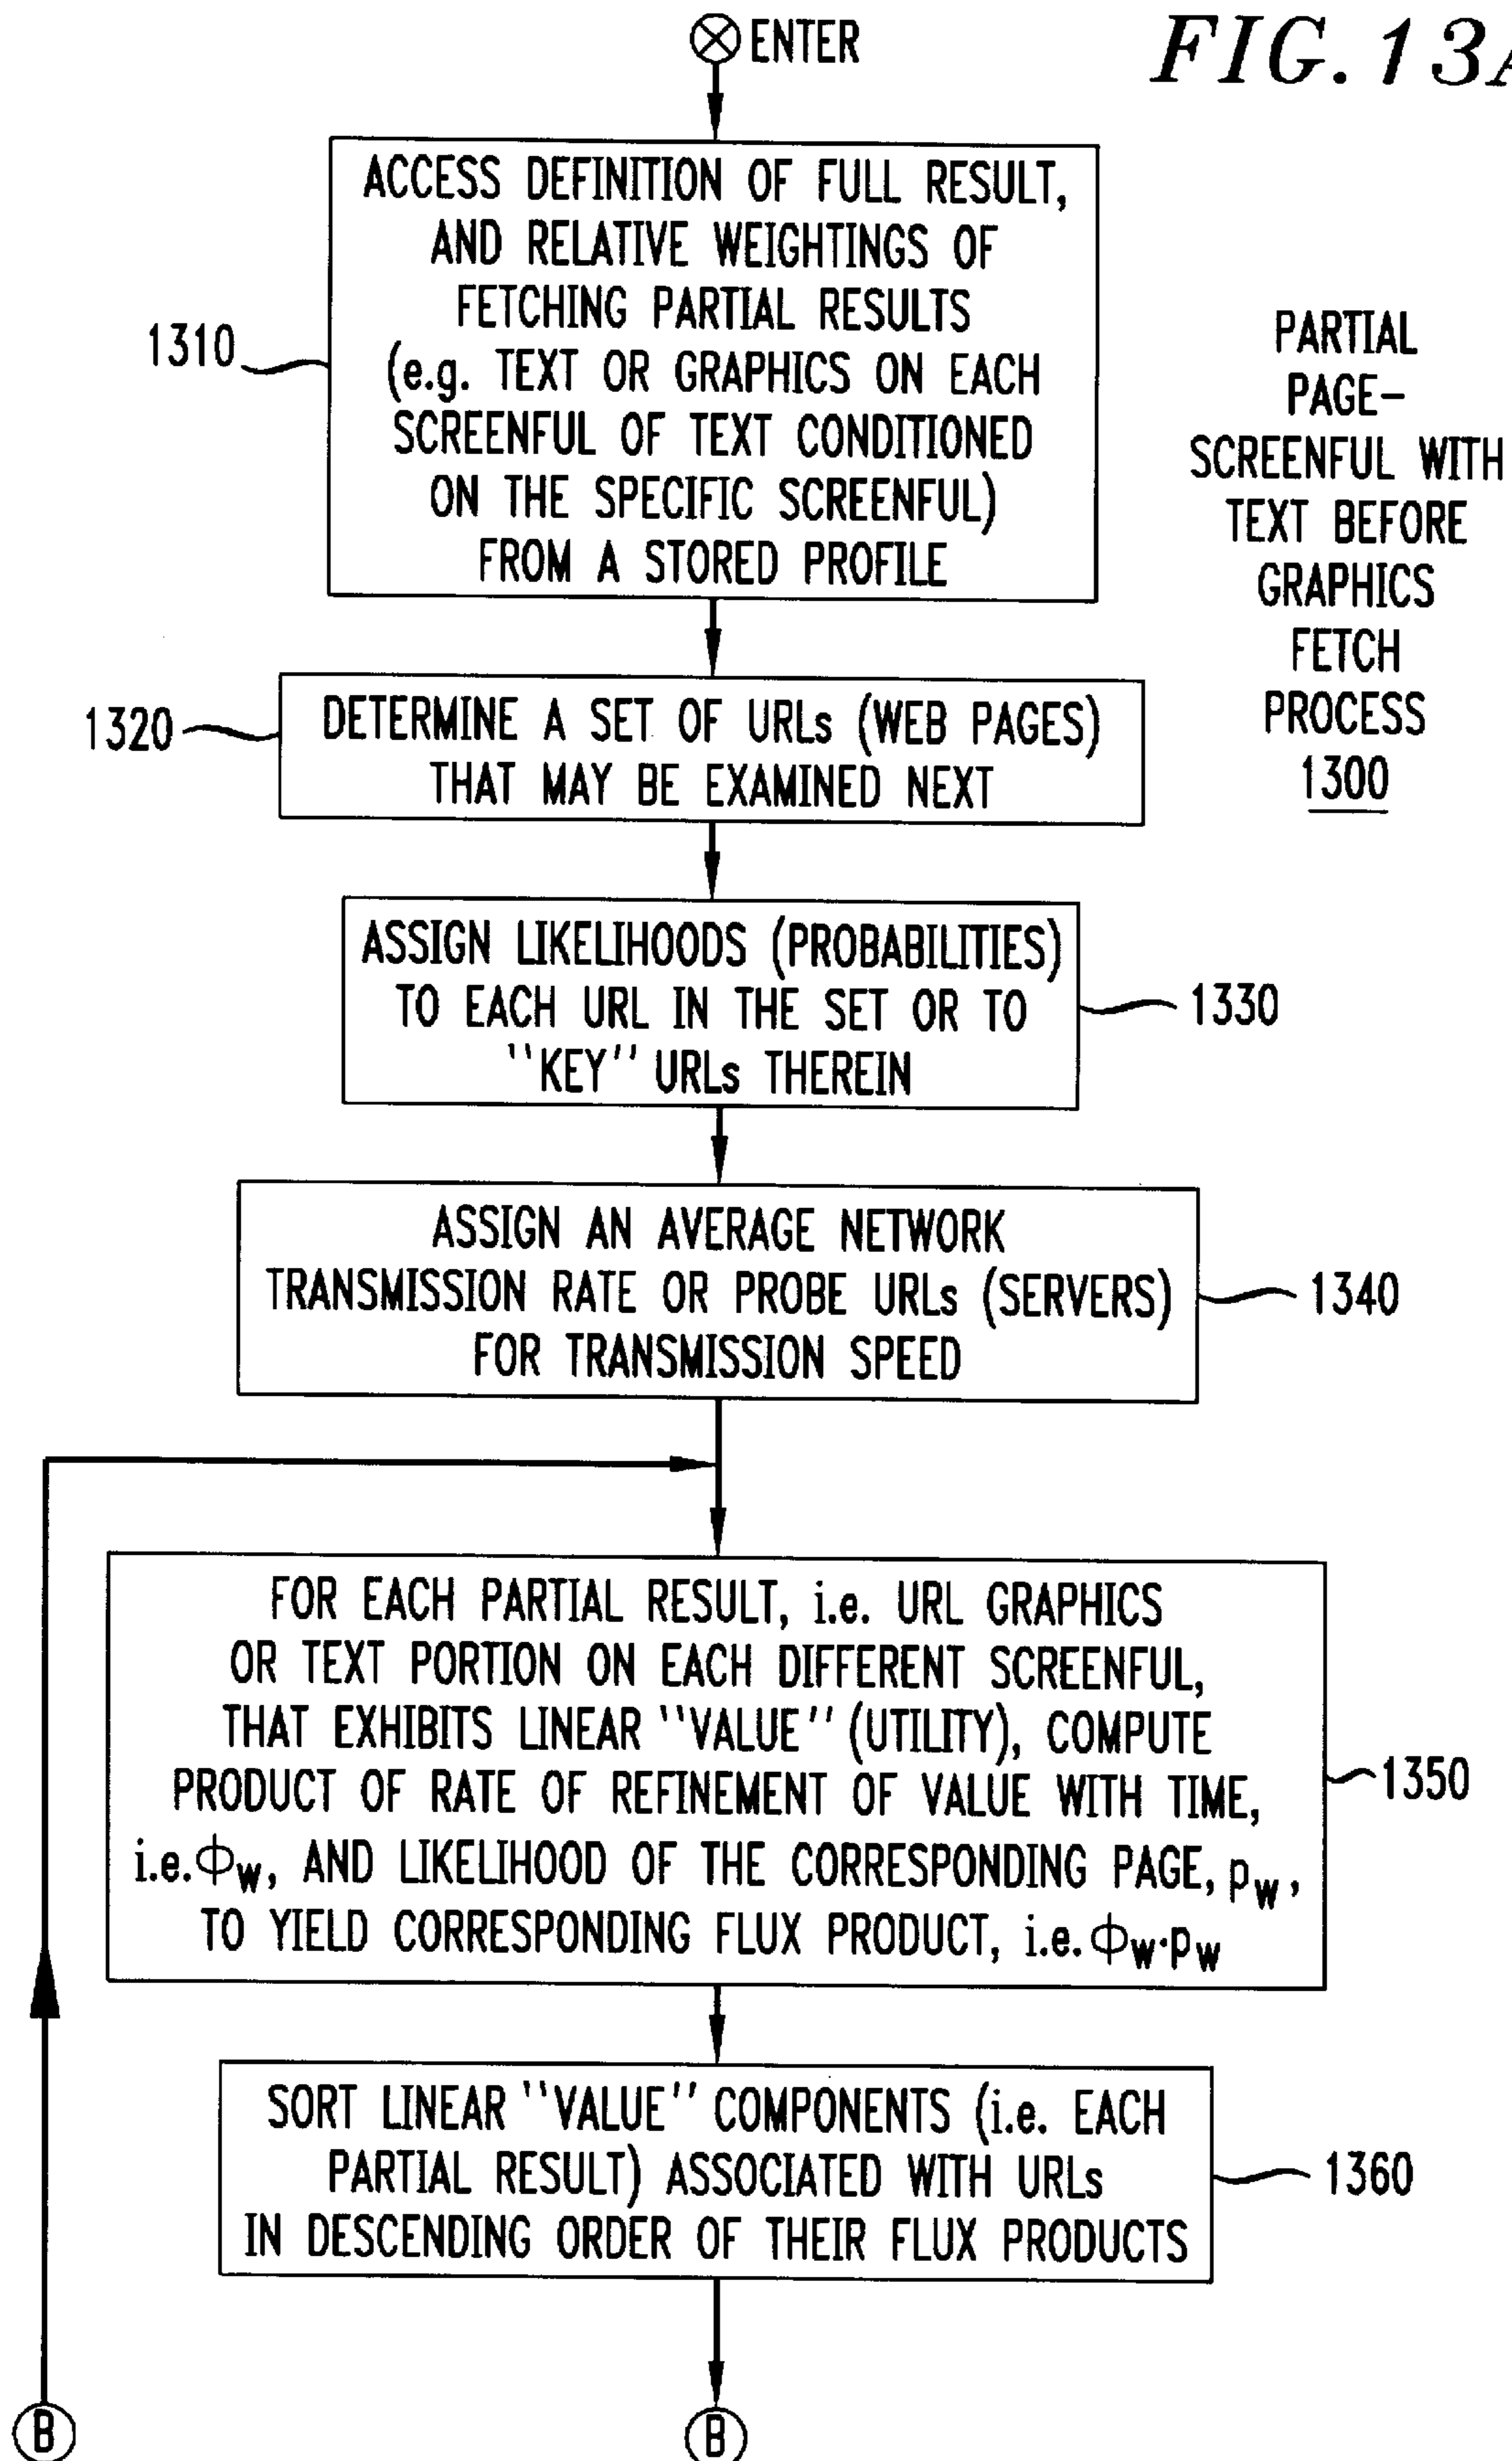 ENTER
FIG. 13A
ACCESS DEFINITION OF FULL RESULT,
AND RELATIVE WEIGHTINGS OF
FETCHING PARTIAL RESULTS
(e.g. TEXT OR GRAPHICS ON EACH
SCREENFUL OF TEXT CONDITIONED
ON THE SPECIFIC SCREENFUL)
FROM A STORED PROFILE
1310
PARTIAL
PAGE-
SCREENFUL WITH
TEXT BEFORE
GRAPHICS
FETCH
PROCESS
1300
1320
DETERMINE A SET OF URLs (WEB PAGES)
THAT MAY BE EXAMINED NEXT
ASSIGN LIKELIHOODS (PROBABILITIES)
TO EACH URL IN THE SET OR TO
"KEY" URLs THEREIN
1330
ASSIGN AN AVERAGE NETWORK
TRANSMISSION RATE OR PROBE URLs (SERVERS)
FOR TRANSMISSION SPEED
1340
FOR EACH PARTIAL RESULT, i.e. URL GRAPHICS
OR TEXT PORTION ON EACH DIFFERENT SCREENFUL,
THAT EXHIBITS LINEAR "VALUE" (UTILITY), COMPUTE
PRODUCT OF RATE OF REFINEMENT OF VALUE WITH TIME,
i.e. ϕw, AND LIKELIHOOD OF THE CORRESPONDING PAGE, pw,
TO YIELD CORRESPONDING FLUX PRODUCT, i.e. ϕw·pw
1350
SORT LINEAR "VALUE" COMPONENTS (i.e. EACH
PARTIAL RESULT) ASSOCIATED WITH URLs
IN DESCENDING ORDER OF THEIR FLUX PRODUCTS
1360
B
B